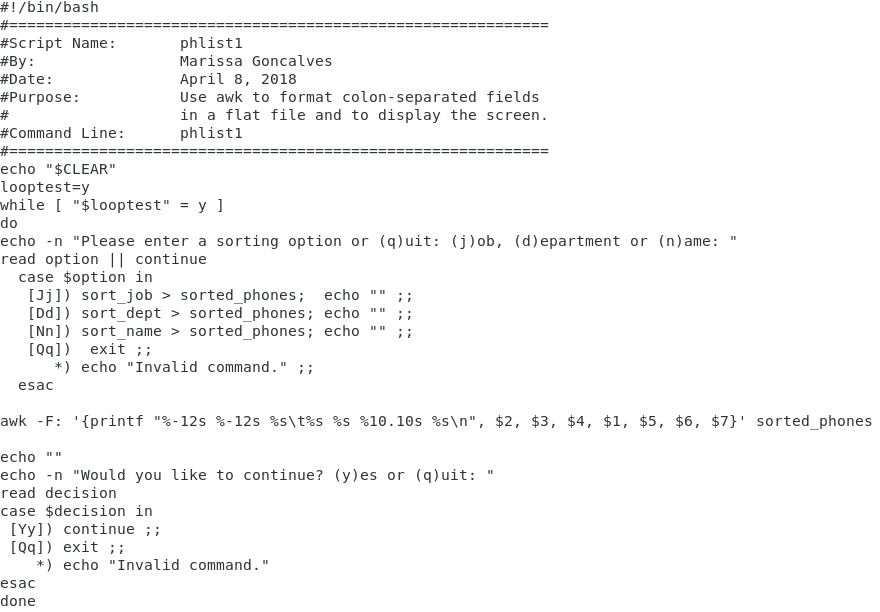 #!/bin/bash
#==========================================================
#Script Name:       phlist1
#By:                Marissa Goncalves
#Date:              April 8, 2018
#Purpose:           Use awk to format colon-separated fields
#                   in a flat file and to display the screen.
#Command Line:      phlist1
#==========================================================
echo "$CLEAR"
looptest=y
while [ "$looptest" = y ]
do
echo -n "Please enter a sorting option or (q)uit: (j)ob, (d)epartment or (n)ame: "
read option || continue
  case $option in
   [Jj]) sort_job > sorted_phones;  echo "" ;;
   [Dd]) sort_dept > sorted_phones; echo "" ;;
   [Nn]) sort_name > sorted_phones; echo "" ;;
   [Qq])  exit ;;
      *) echo "Invalid command." ;;
  esac

awk -F: '{printf "%-12s %-12s %s\t%s %s %10.10s %s\n", $2, $3, $4, $1, $5, $6, $7}' sorted_phones

echo ""
echo -n "Would you like to continue? (y)es or (q)uit: "
read decision
case $decision in
 [Yy]) continue ;;
 [Qq]) exit ;;
    *) echo "Invalid command."
esac
done